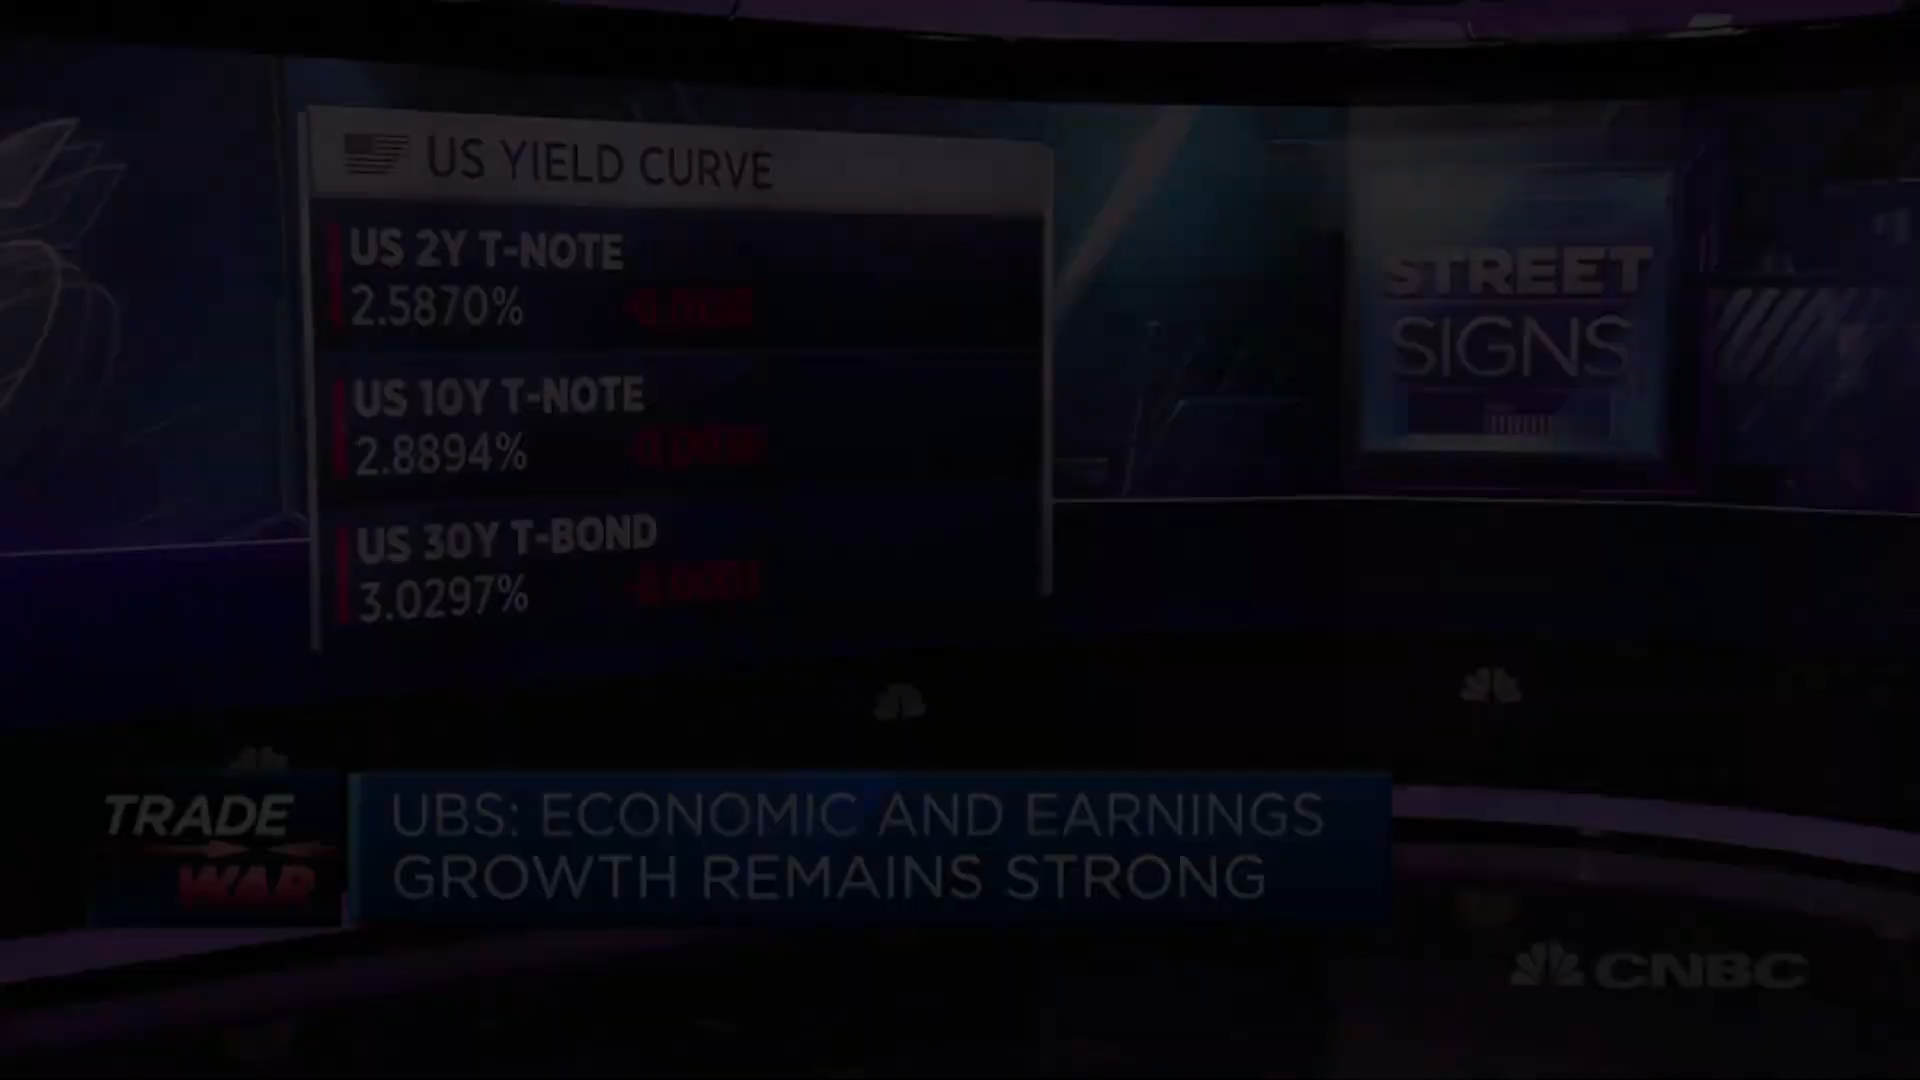 US YIELD CURVE
US 2Y T-NOTE
2.5870%
US 10Y T-NOTE
2.8894%
US 30Y T-BOND
3.0297%
STREET
SIGNS
TRADE
WAR
UBS: ECONOMIC AND EARNINGS
GROWTH REMAINS STRONG
CNBC